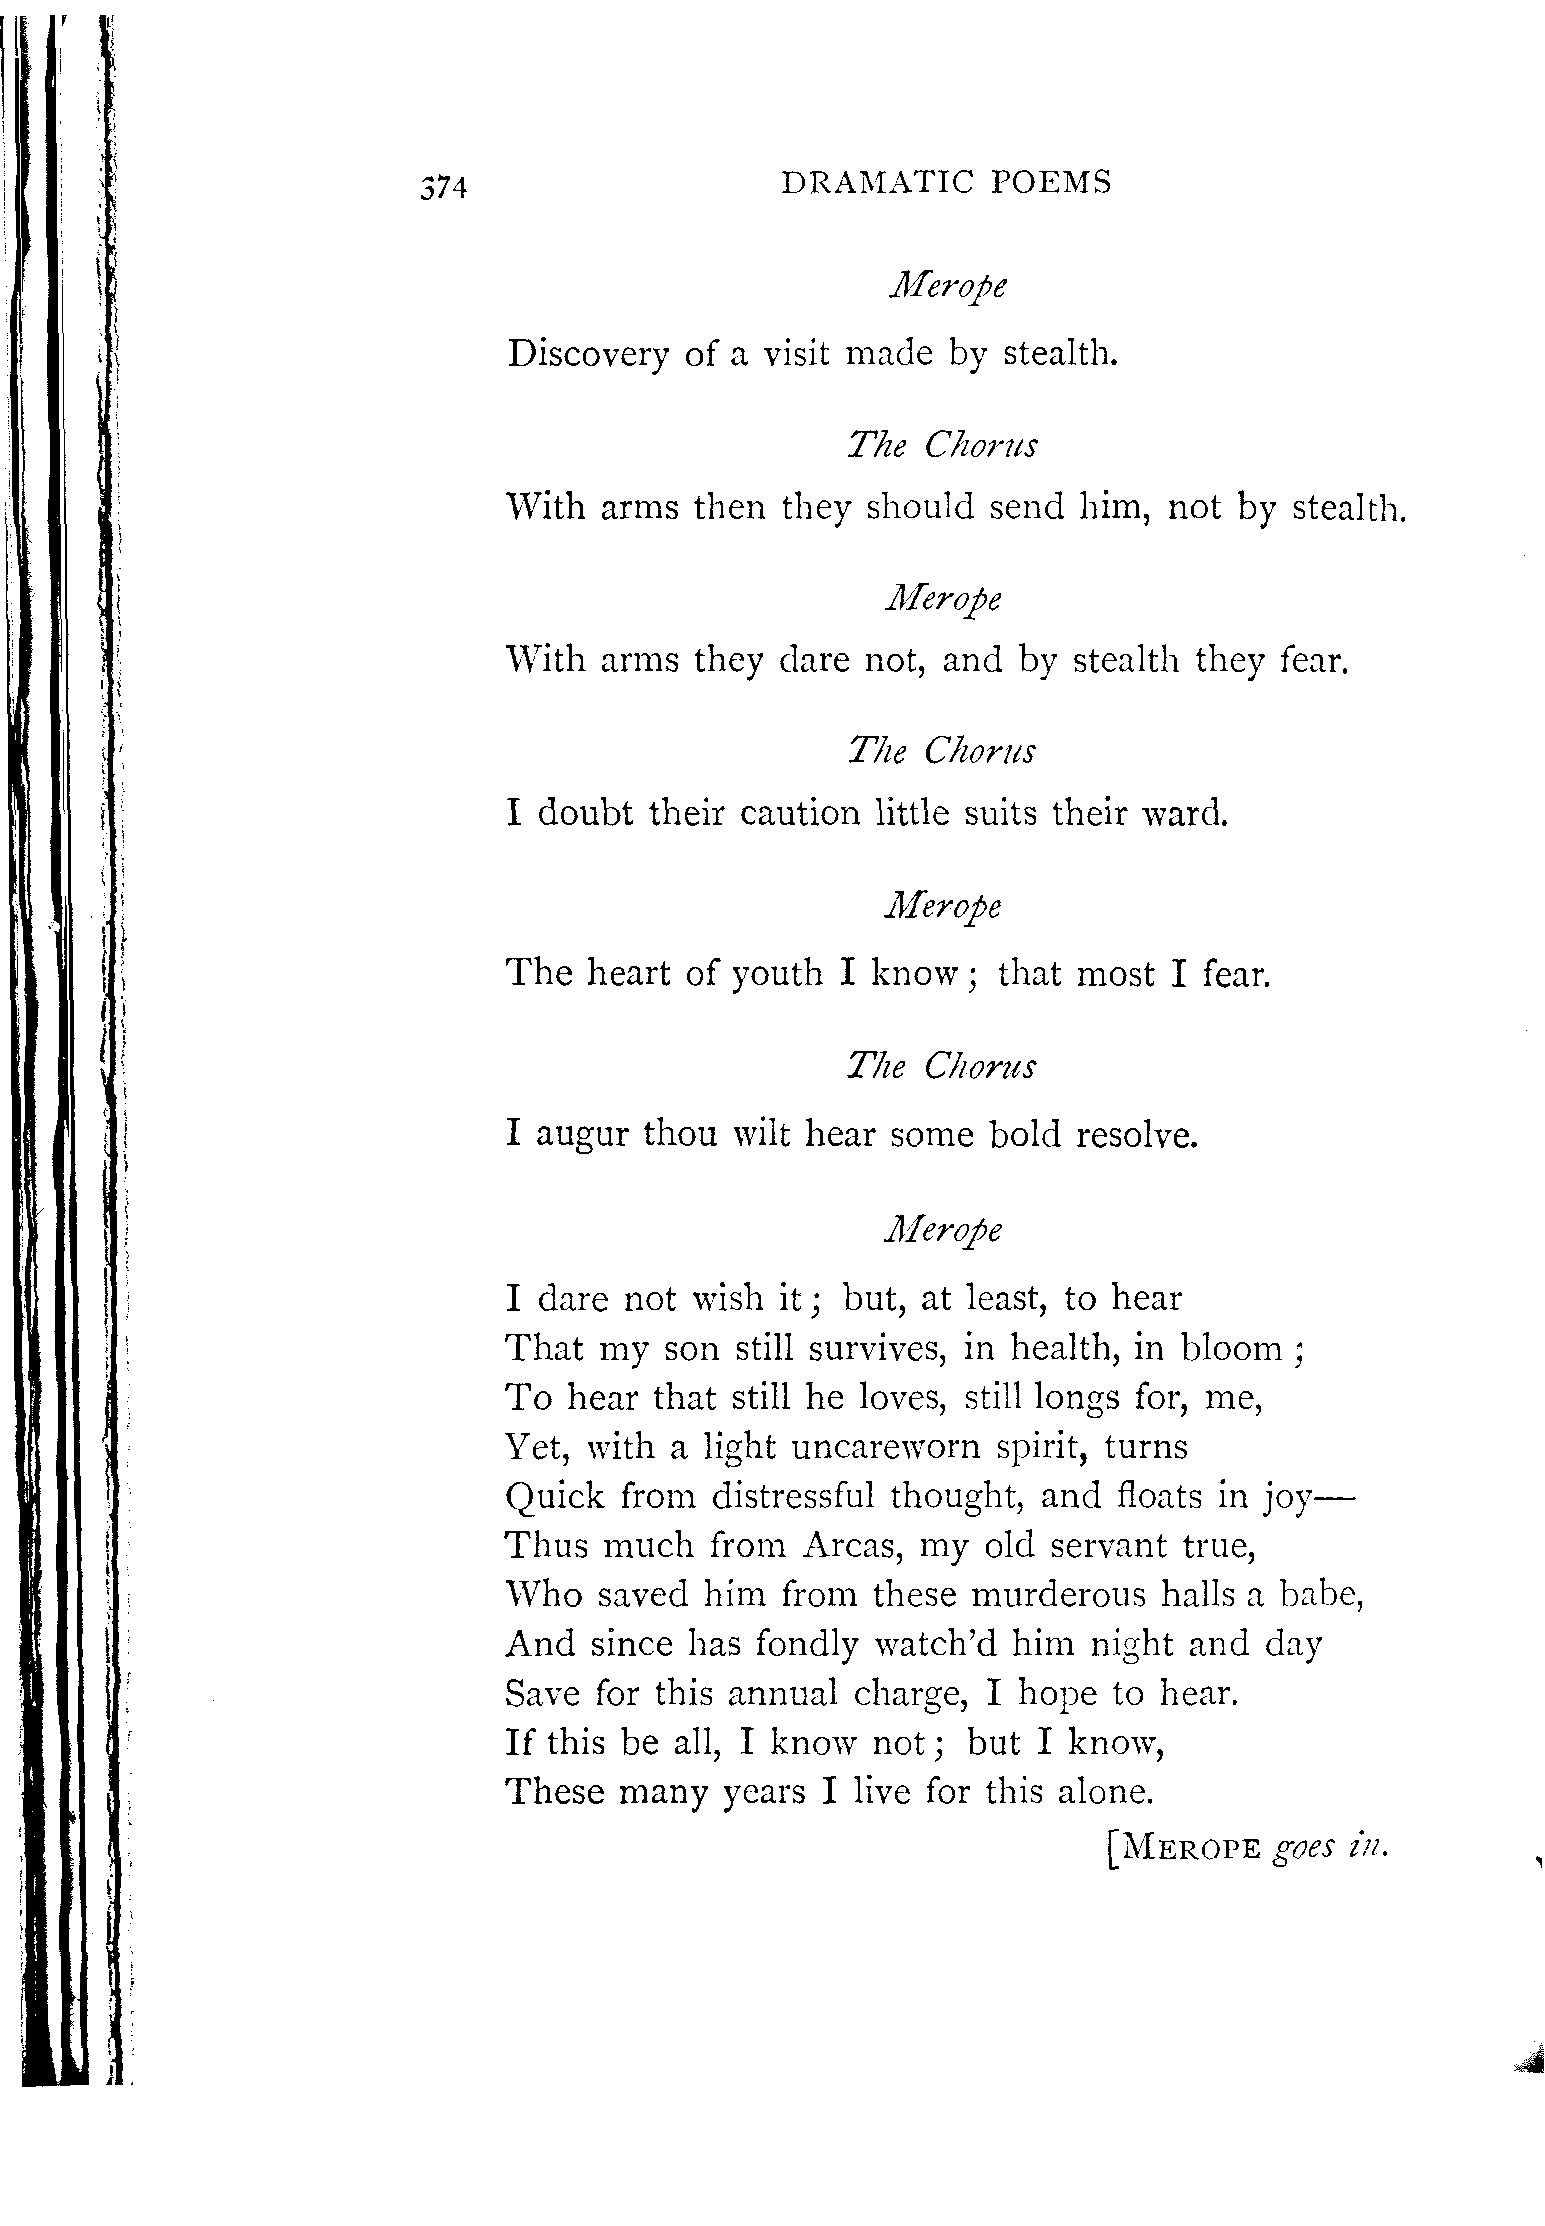 374 DRAMATIC POEMS
Merope
Discovery of a visit made by stealth.
The Chorus
With arms then they should send him, not by stealth.
Merope
With arms they dare not, and by stealth they fear.
The Chorus
I doubt their caution little suits their ward.
Merope
The heart of youth I know; that most I fear.
The Chorus
I augur thou wilt hear some bold resolve.
Merope
I dare not wish it; but, at least, to hear
That my son still survives, in health, in bloom;
To hear that still he loves, still longs for, me,
Yet, with a light uncareworn spirit, turns
Quick from distressful thought, and floats in joy—
Thus much from Arcas, my old servant true,
Who saved him from these murderous halls a babe,
And since has fondly watch'd him night and day
Save for this annual charge, I hope to hear.
If this be all, I know not; but I know,
These many years I live for this alone.
[MEROPE goes in.